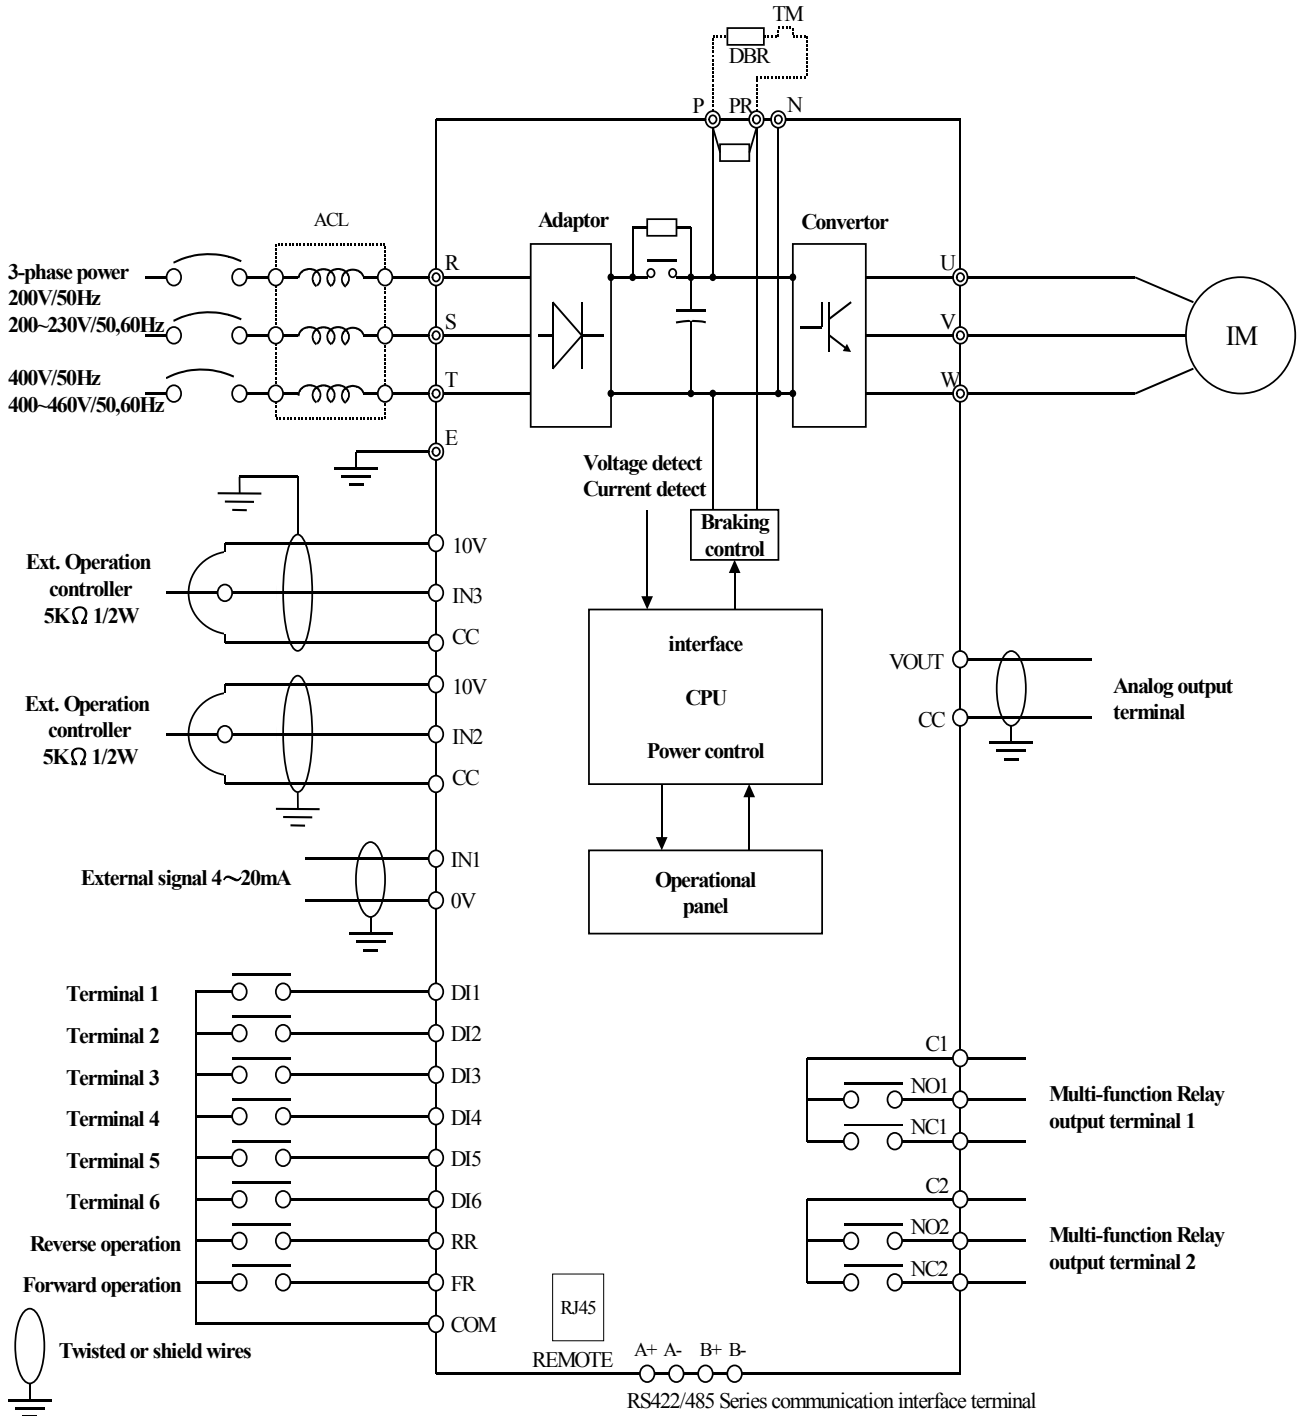 TM
DBR
P PR N
ACL
Adaptor
Convertor
3-phase power
200V/50Hz
200~230V/50,60Hz
400V/50Hz
400~460V/50,60Hz
R
S
T
E
U
V
W
IM
Voltage detect
Current detect
Braking
control
Ext. Operation
controller
5KΩ 1/2W
10V
IN3
CC
interface
CPU
Power control
Ext. Operation
controller
5KΩ 1/2W
10V
IN2
CC
VOUT
CC
Analog output
terminal
External signal 4～20mA
IN1
0V
Operational
panel
Terminal 1
DI1
Terminal 2
DI2
Terminal 3
DI3
Terminal 4
DI4
Terminal 5
DI5
Terminal 6
DI6
Reverse operation
RR
Forward operation
FR
COM
C1
NO1
NC1
Multi-function Relay
output terminal 1
C2
NO2
NC2
Multi-function Relay
output terminal 2
Twisted or shield wires
RJ45
REMOTE
A+ A- B+ B-
RS422/485 Series communication interface terminal